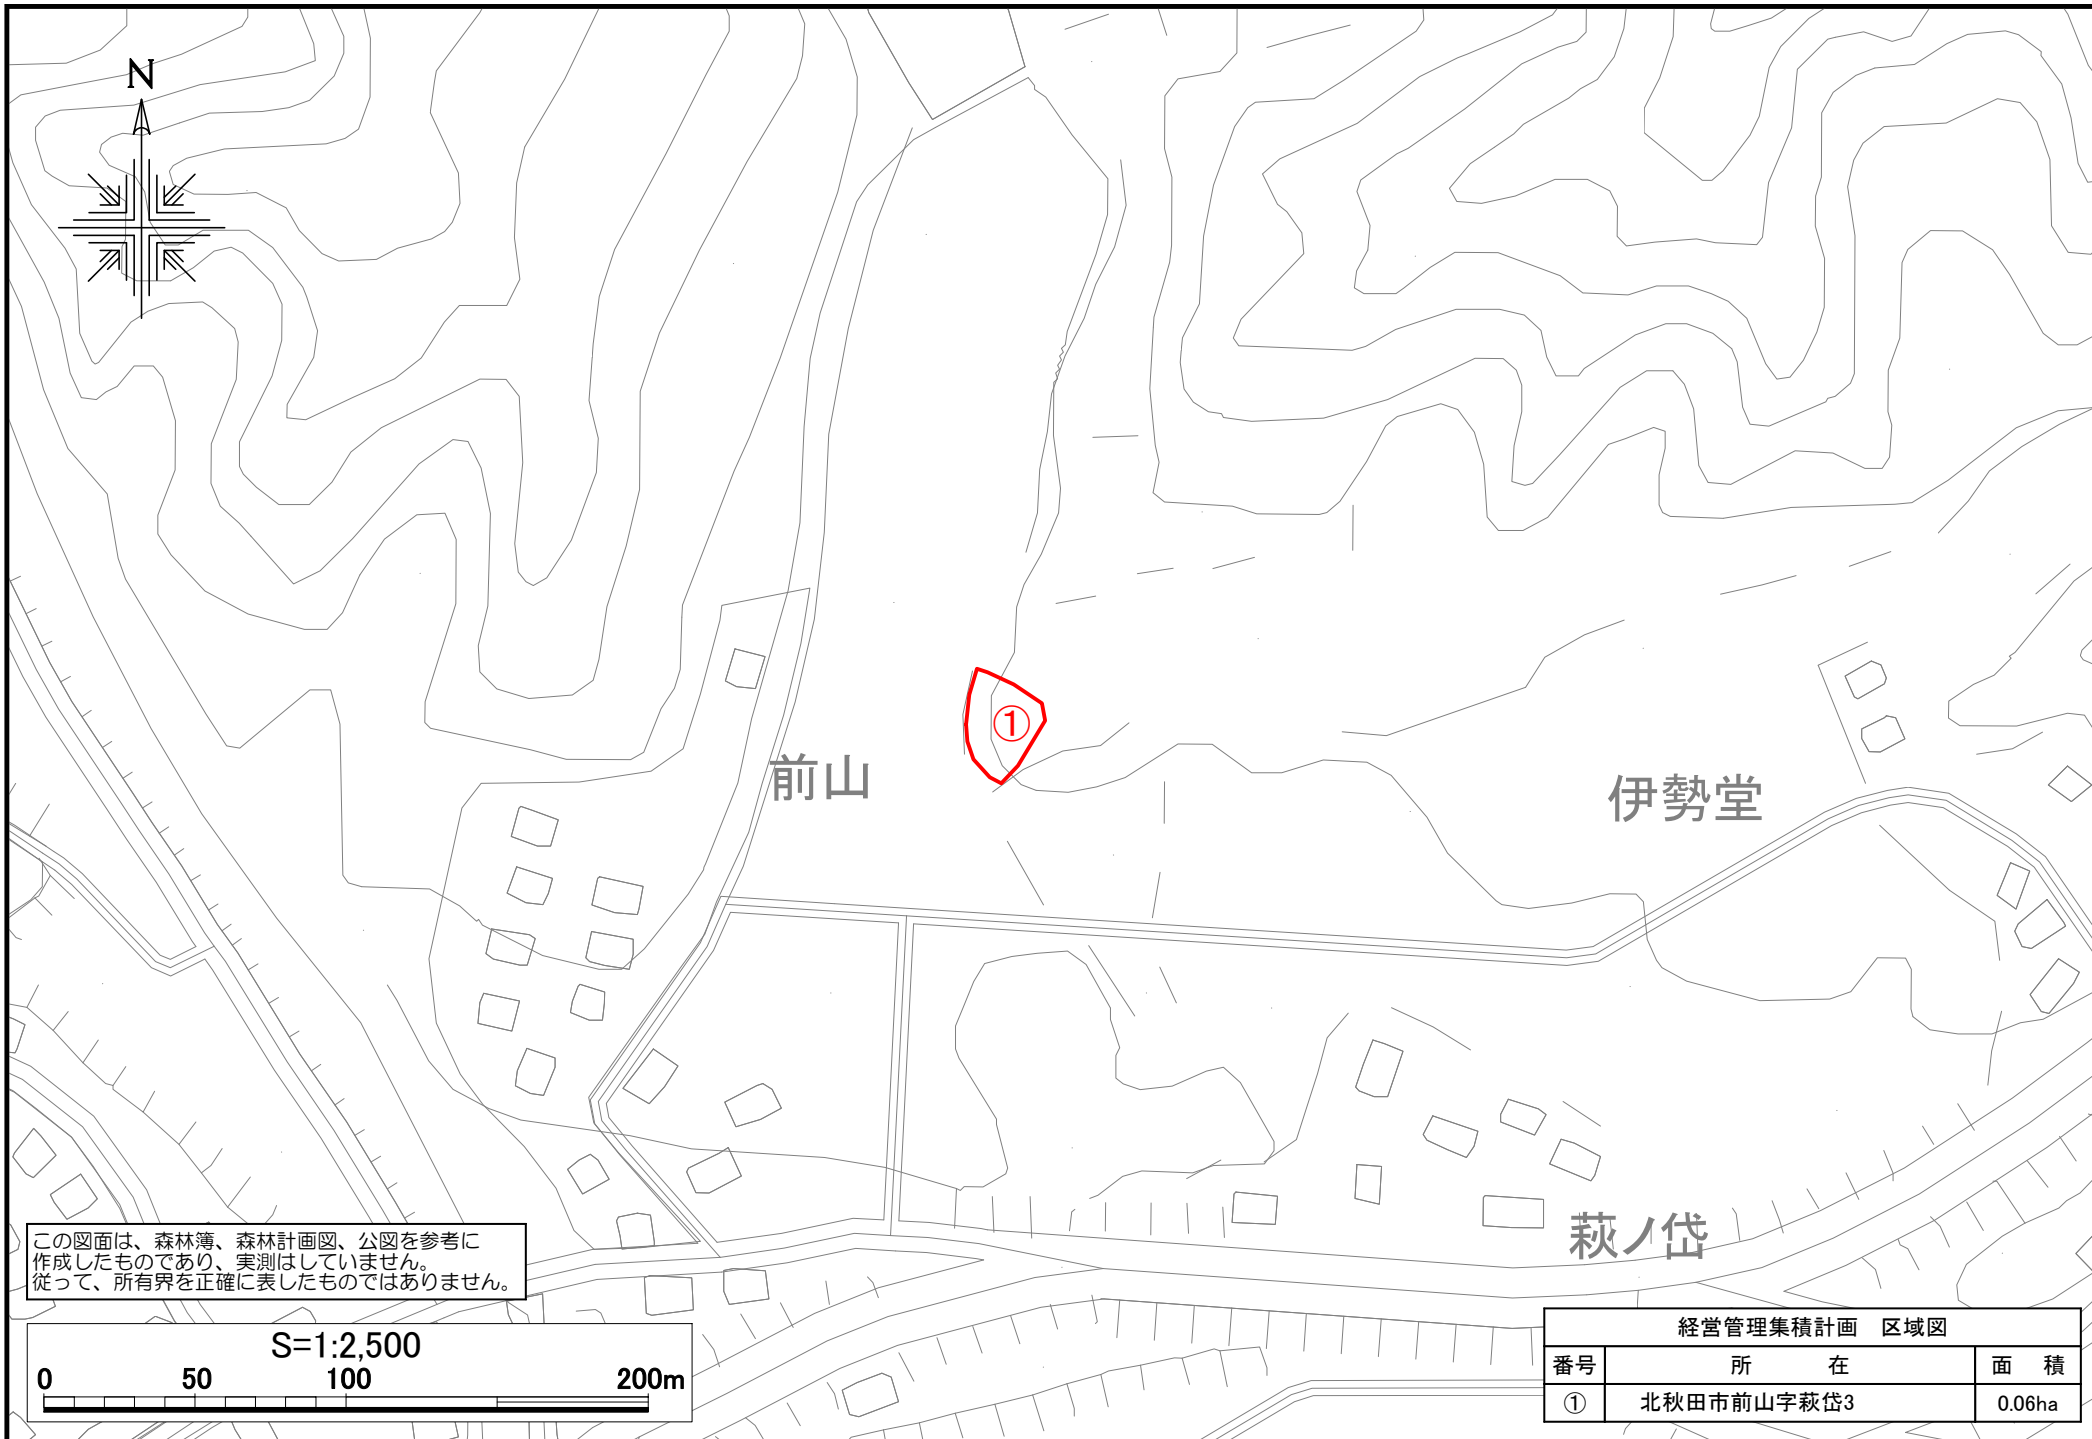 N
①
前山
伊勢堂
萩ノ岱
この図面は、森林簿、森林計画図、公図を参考に
作成したものであり、実測はしていません。
従って、所有界を正確に表したものではありません。
S=1:2,500
0 50 100 200m
経営管理集積計画　区域図
番号 所在 面積
① 北秋田市前山字萩岱3 0.06ha